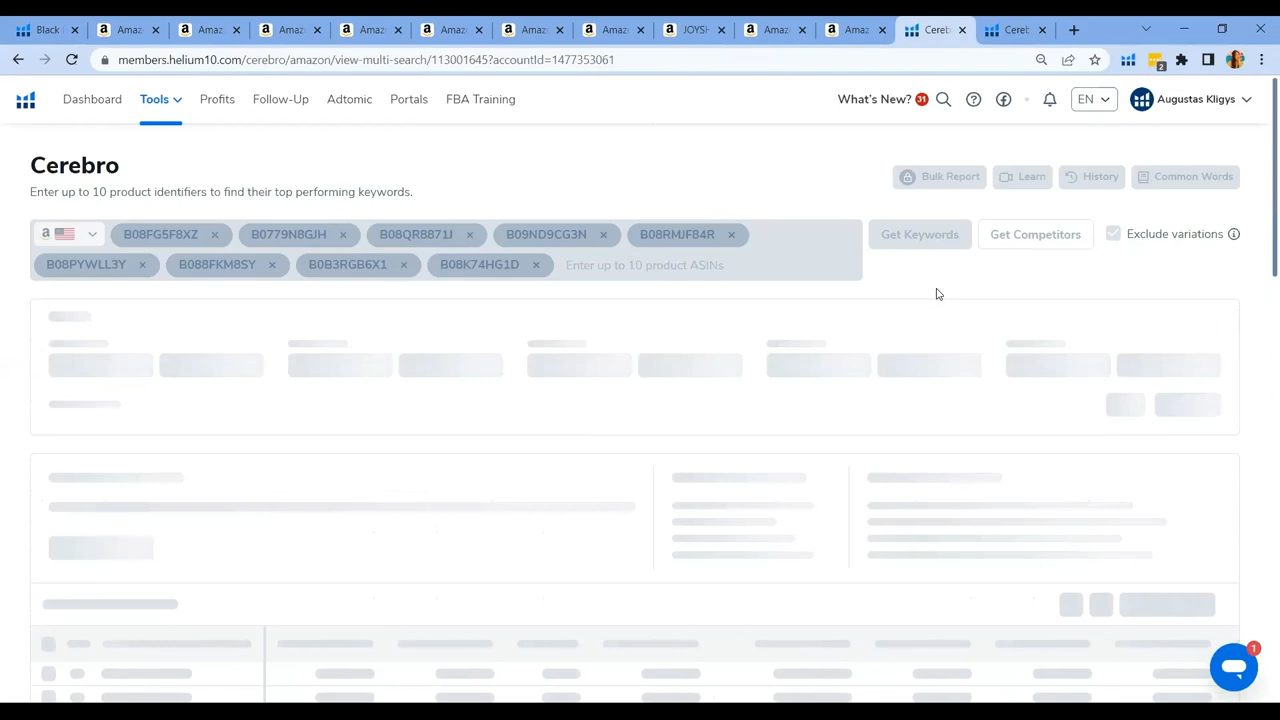 Black
Amaz
Amaz
Amaz
Amaz
Amaz
Amaz
Amaz
JOYSH
Amaz
Amaz
Cereb
Cereb
members.helium10.com/cerebro/amazon/view-multi-search/113001645?accountId=1477353061
2
Dashboard Tools Profits Follow-Up Adtomic Portals FBA Training What's New? 31 EN Augustas Kligys
Cerebro
Enter up to 10 product identifiers to find their top performing keywords.
Bulk Report Learn History Common Words
B08FG5F8XZ B0779N8GJH B08QR8871J B09ND9CG3N B08RMJF84R Get Keywords Get Competitors Exclude variations
B08PYWLL3Y B088FKM8SY B0B3RGB6X1 B08K74HG1D Enter up to 10 product ASINs
1